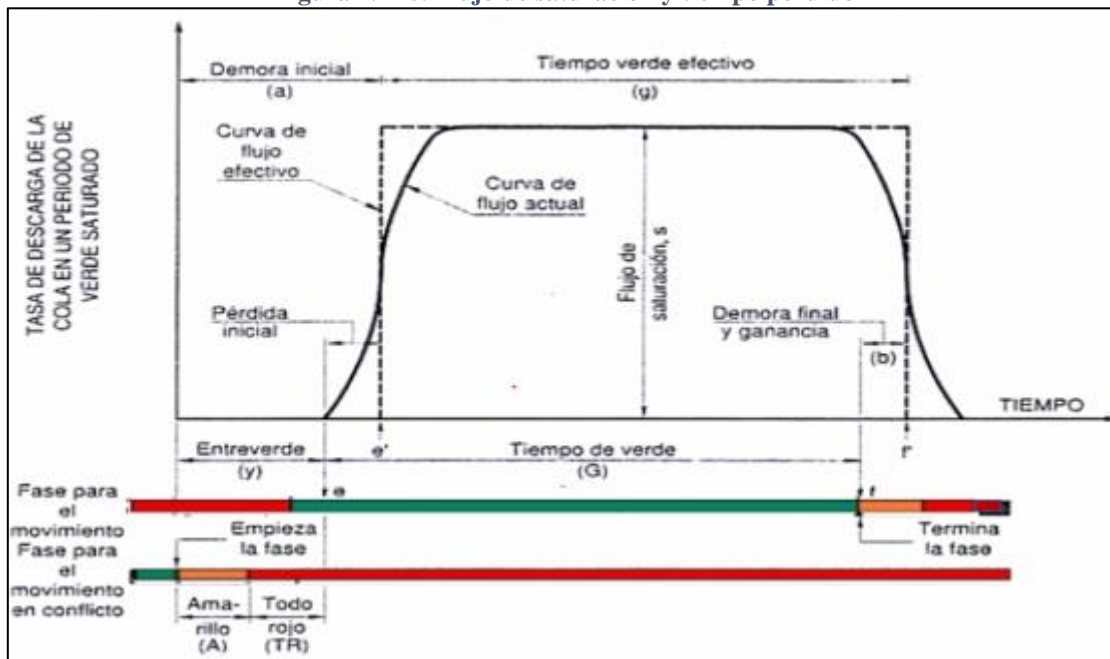 Demora inicial
(a)
Tiempo verde efectivo
(g)
TASA DE DESCARGA DE LA
COLA EN UN PERIODO DE
VERDE SATURADO
Curva de
flujo
efectivo
Curva de
flujo actual
Flujo de
saturación, s
Pérdida
inicial
Demora final
y ganancia
(b)
TIEMPO
Entreverde
(y)
e'
Tiempo de verde
(G)
Fase para
el
movimiento
e
f
Empieza
la fase
Termina
la fase
Fase para
el
movimiento
en conflicto
Ama-
rillo
(A)
Todo
rojo
(TR)